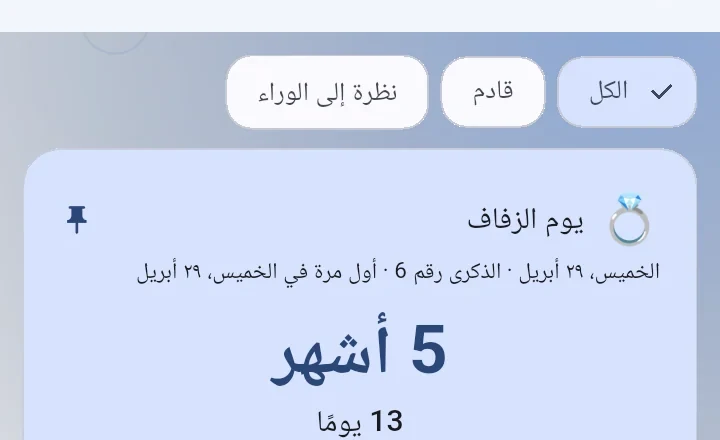 الكل قادم نظرة إلى الوراء
يوم الزفاف
الخميس، ٢٩ أبريل · الذكرى رقم 6 · أول مرة في الخميس، ٢٩ أبريل
5 أشهر
13 يومًا